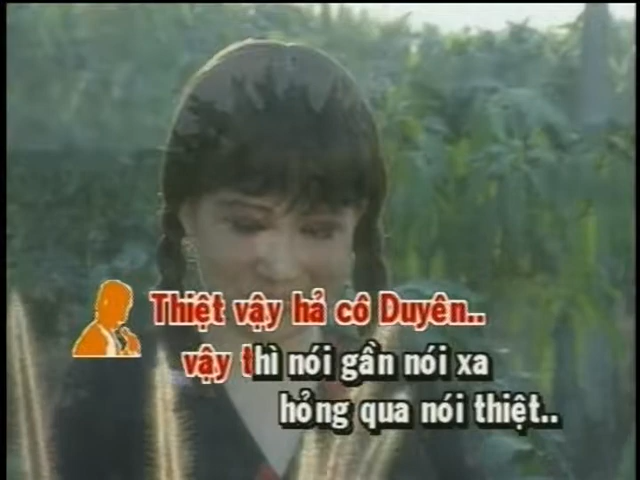 Thiệt vậy hả cô Duyên..
vậy thì nói gần nói xa
hỏng qua nói thiệt..